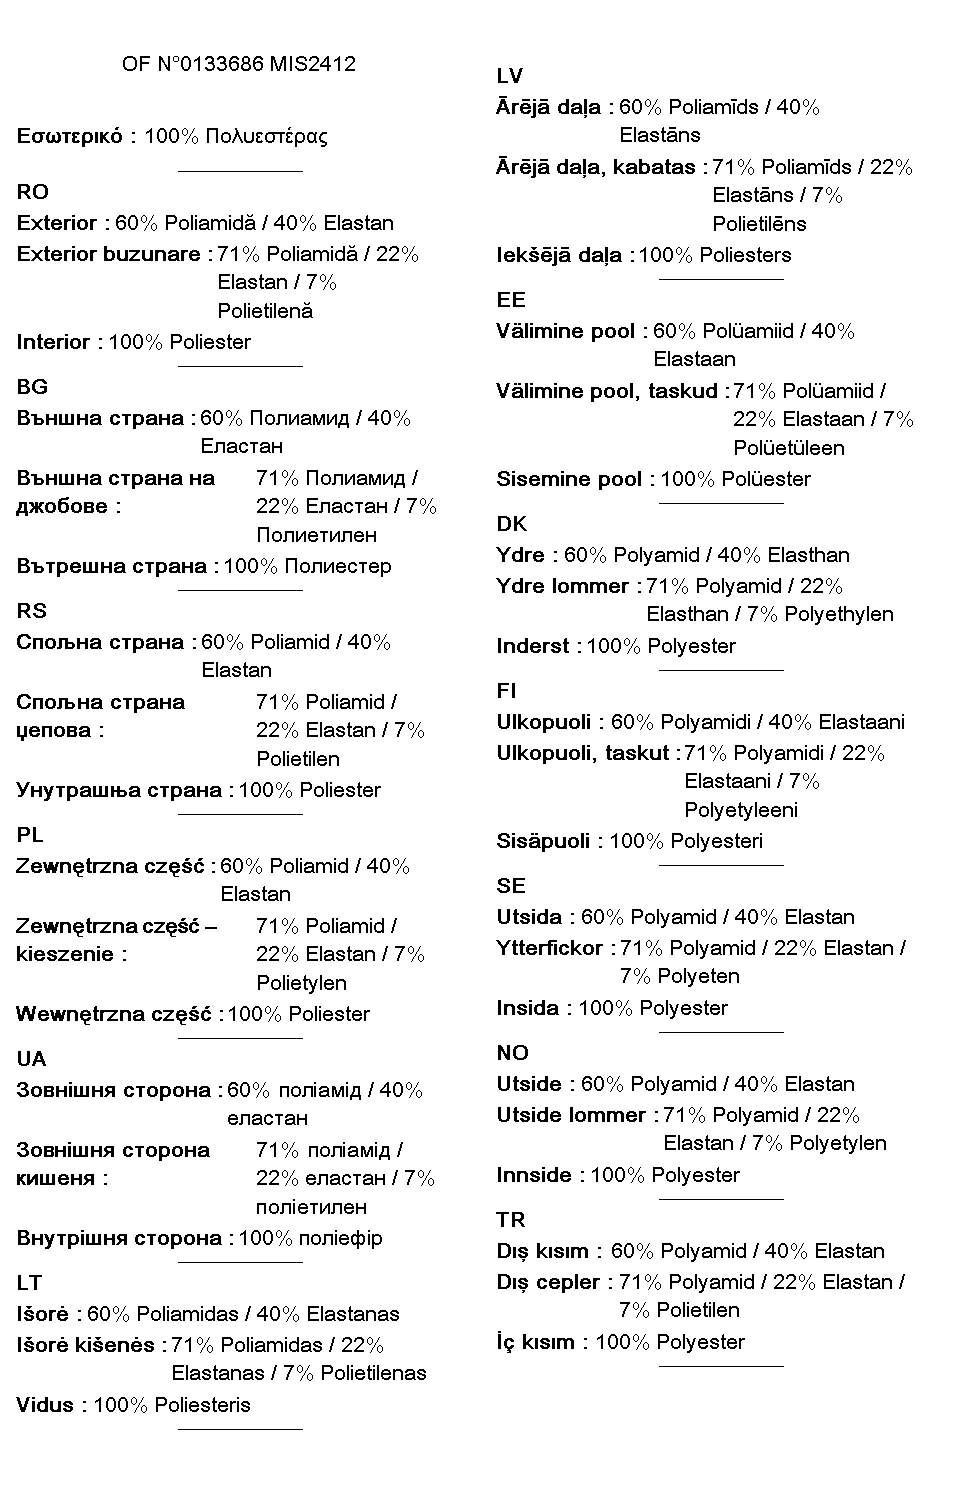 OF N°0133686 MIS2412
Εσωτερικό : 100% Πολυεστέρας
RO
Exterior : 60% Poliamidă / 40% Elastan
Exterior buzunare : 71% Poliamidă / 22%
Elastan / 7%
Polietilenă
Interior : 100% Poliester
BG
Външна страна : 60% Полиамид / 40%
Еластан
Външна страна на 71% Полиамид /
джобове : 22% Еластан / 7%
Полиетилен
Вътрешна страна : 100% Полиестер
RS
Спољна страна : 60% Poliamid / 40%
Elastan
Спољна страна 71% Poliamid /
џепова : 22% Elastan / 7%
Polietilen
Унутрашња страна : 100% Poliester
PL
Zewnętrzna część : 60% Poliamid / 40%
Elastan
Zewnętrzna część – 71% Poliamid /
kieszenie : 22% Elastan / 7%
Polietylen
Wewnętrzna część : 100% Poliester
UA
Зовнішня сторона : 60% поліамід / 40%
еластан
Зовнішня сторона 71% поліамід /
кишеня : 22% еластан / 7%
поліетилен
Внутрішня сторона : 100% поліефір
LT
Išorė : 60% Poliamidas / 40% Elastanas
Išorė kišenės : 71% Poliamidas / 22%
Elastanas / 7% Polietilenas
Vidus : 100% Poliesteris
LV
Ārējā daļa : 60% Poliamīds / 40%
Elastāns
Ārējā daļa, kabatas : 71% Poliamīds / 22%
Elastāns / 7%
Polietilēns
Iekšējā daļa : 100% Poliesters
EE
Välimine pool : 60% Polüamiid / 40%
Elastaan
Välimine pool, taskud : 71% Polüamiid /
22% Elastaan / 7%
Polüetüleen
Sisemine pool : 100% Polüester
DK
Ydre : 60% Polyamid / 40% Elasthan
Ydre lommer : 71% Polyamid / 22%
Elasthan / 7% Polyethylen
Inderst : 100% Polyester
FI
Ulkopuoli : 60% Polyamidi / 40% Elastaani
Ulkopuoli, taskut : 71% Polyamidi / 22%
Elastaani / 7%
Polyetyleeni
Sisäpuoli : 100% Polyesteri
SE
Utsida : 60% Polyamid / 40% Elastan
Ytterfickor : 71% Polyamid / 22% Elastan /
7% Polyeten
Insida : 100% Polyester
NO
Utside : 60% Polyamid / 40% Elastan
Utside lommer : 71% Polyamid / 22%
Elastan / 7% Polyetylen
Innside : 100% Polyester
TR
Dış kısım : 60% Polyamid / 40% Elastan
Dış cepler : 71% Polyamid / 22% Elastan /
7% Polietilen
İç kısım : 100% Polyester